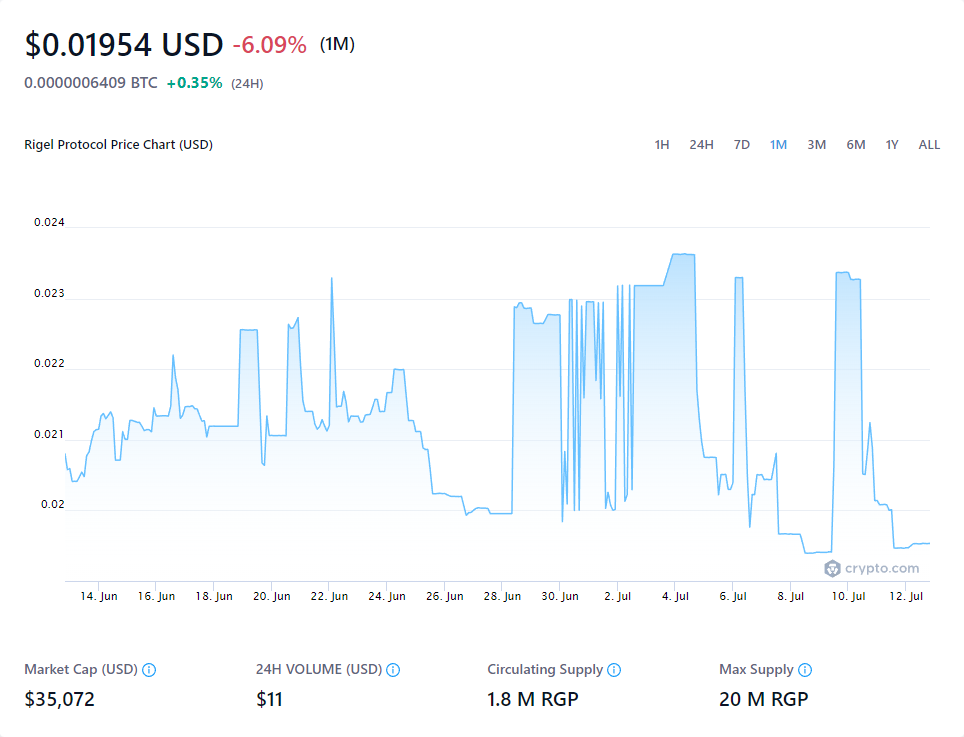 $0.01954 USD -6.09% (1M)
0.0000006409 BTC +0.35% (24H)
Rigel Protocol Price Chart (USD)
1H 24H 7D 1M 3M 6M 1Y ALL
0.024
0.023
0.022
0.021
0.02
crypto.com
14. Jun 16. Jun 18. Jun 20. Jun 22. Jun 24. Jun 26. Jun 28. Jun 30. Jun 2. Jul 4. Jul 6. Jul 8. Jul 10. Jul 12. Jul
Market Cap (USD) 24H VOLUME (USD) Circulating Supply Max Supply
$35,072 $11 1.8 M RGP 20 M RGP